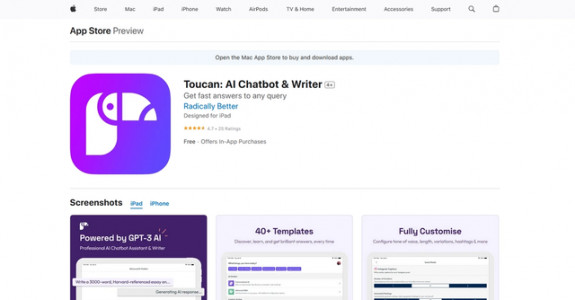 Store Mac iPad iPhone Watch AirPods TV & Home Entertainment Accessories Support
App Store Preview
Open the Mac App Store to buy and download apps.
Toucan: AI Chatbot & Writer 4+
Get fast answers to any query
Radically Better
Designed for iPad
4.7 • 20 Ratings
Free · Offers In-App Purchases
Screenshots iPad iPhone
Powered by GPT-3 AI
Professional AI Chatbot Assistant & Writer
Write a 3000-word, Harvard-referenced essay on...
Generating AI response...
40+ Templates
Discover, learn, and get brilliant answers, every time
Fully Customise
Configure tone of voice, length, variations, hashtags & more